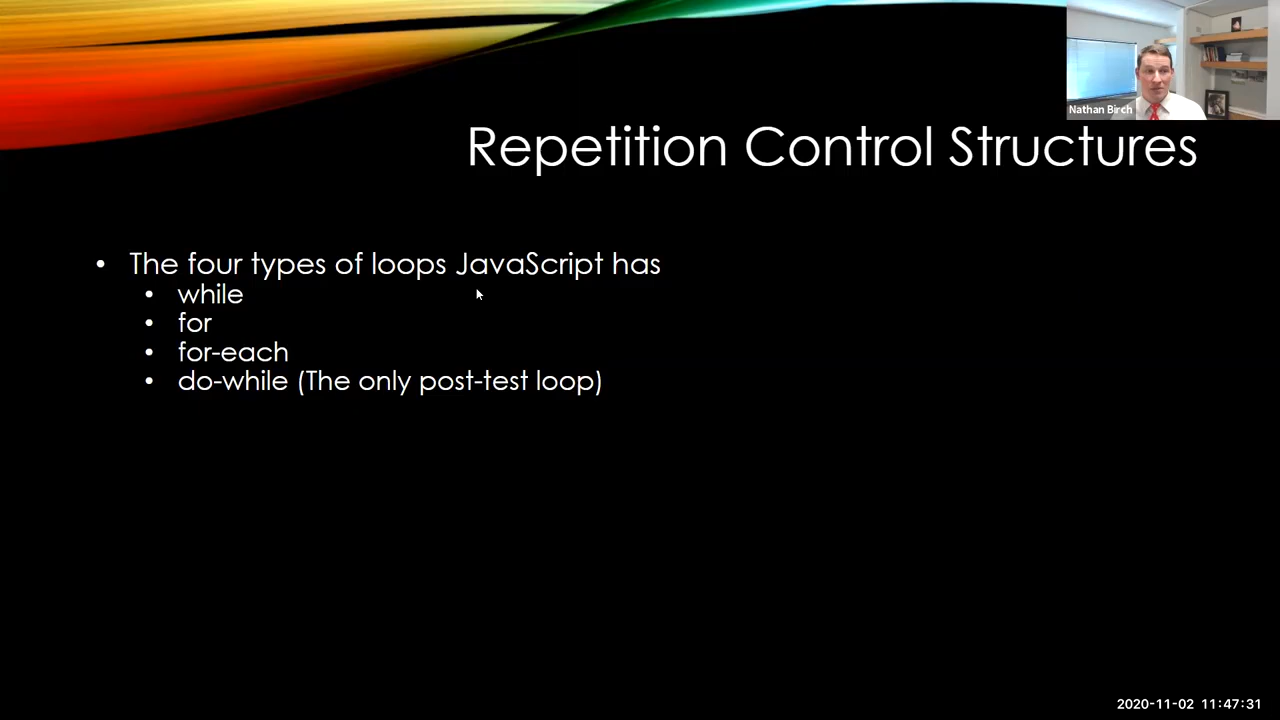 Nathan Birch
Repetition Control Structures
• The four types of loops JavaScript has
• while
• for
• for-each
• do-while (The only post-test loop)
2020-11-02 11:47:31